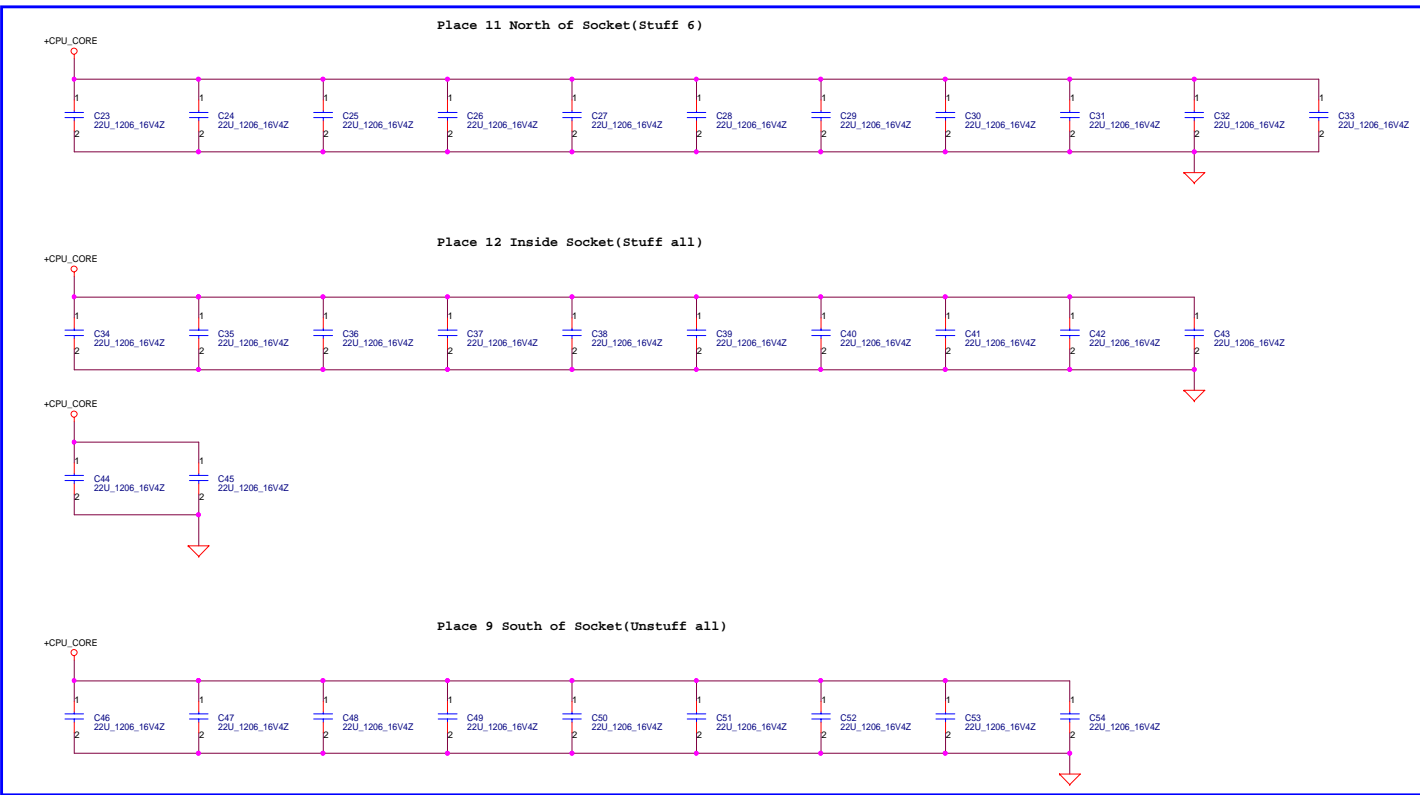 Place 11 North of Socket(Stuff 6)
+CPU_CORE
1 1 1 1 1 1 1 1 1 1 1
C23 C24 C25 C26 C27 C28 C29 C30 C31 C32 C33
22U_1206_16V4Z 22U_1206_16V4Z 22U_1206_16V4Z 22U_1206_16V4Z 22U_1206_16V4Z 22U_1206_16V4Z 22U_1206_16V4Z 22U_1206_16V4Z 22U_1206_16V4Z 22U_1206_16V4Z 22U_1206_16V4Z
2 2 2 2 2 2 2 2 2 2 2
Place 12 Inside Socket(Stuff all)
+CPU_CORE
1 1 1 1 1 1 1 1 1 1
C34 C35 C36 C37 C38 C39 C40 C41 C42 C43
22U_1206_16V4Z 22U_1206_16V4Z 22U_1206_16V4Z 22U_1206_16V4Z 22U_1206_16V4Z 22U_1206_16V4Z 22U_1206_16V4Z 22U_1206_16V4Z 22U_1206_16V4Z 22U_1206_16V4Z
2 2 2 2 2 2 2 2 2 2
+CPU_CORE
1 1
C44 C45
22U_1206_16V4Z 22U_1206_16V4Z
2 2
Place 9 South of Socket(Unstuff all)
+CPU_CORE
1 1 1 1 1 1 1 1 1
C46 C47 C48 C49 C50 C51 C52 C53 C54
22U_1206_16V4Z 22U_1206_16V4Z 22U_1206_16V4Z 22U_1206_16V4Z 22U_1206_16V4Z 22U_1206_16V4Z 22U_1206_16V4Z 22U_1206_16V4Z 22U_1206_16V4Z
2 2 2 2 2 2 2 2 2